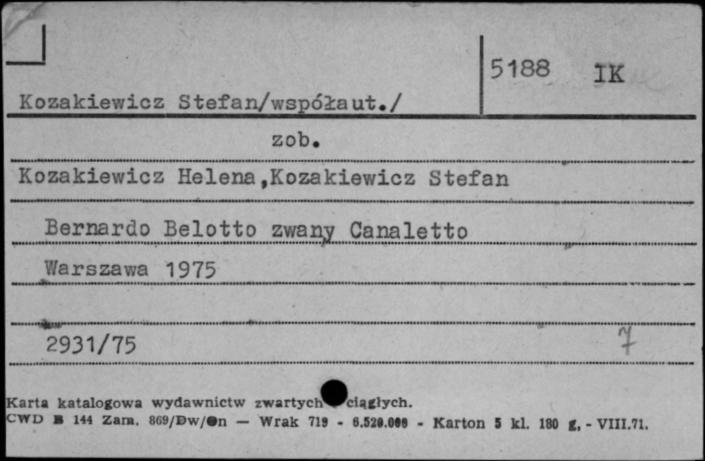 5188 IK
Kozakiewicz Stefan/współaut./
zob.
Kozakiewicz Helena,Kozakiewicz Stefan
Bernardo Belotto zwany Canaletto
Warszawa 1975
2931/75 7
Karta katalogowa wydawnictw zwartych ciągłych.
CWD B 144 Zam. 869/Dw/On — Wrak 719 - 6.520.000 - Karton 5 kl. 180 g, - VIII.71.